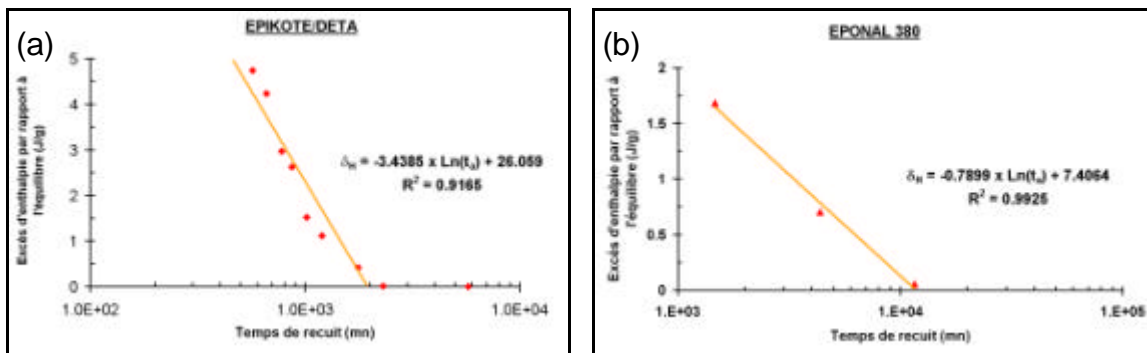 (a)
EPIKOTE/DETA
Excés d'enthalpie par rapport à
l'équilibre (J/g)
5
4
3
2
1
0
ΔH = -3.4385 x Ln(ta) + 26.059
R2 = 0.9165
1.0E+02
1.0E+03
1.0E+04
Temps de recuit (mn)
(b)
EPONAL 380
Excés d'enthalpie par rapport à
l'équilibre (J/g)
2
1.5
1
0.5
0
δH = -0.7899 x Ln(ta) + 7.4064
R2 = 0.9925
1.E+03
1.E+04
1.E+05
Temps de recuit (mn)